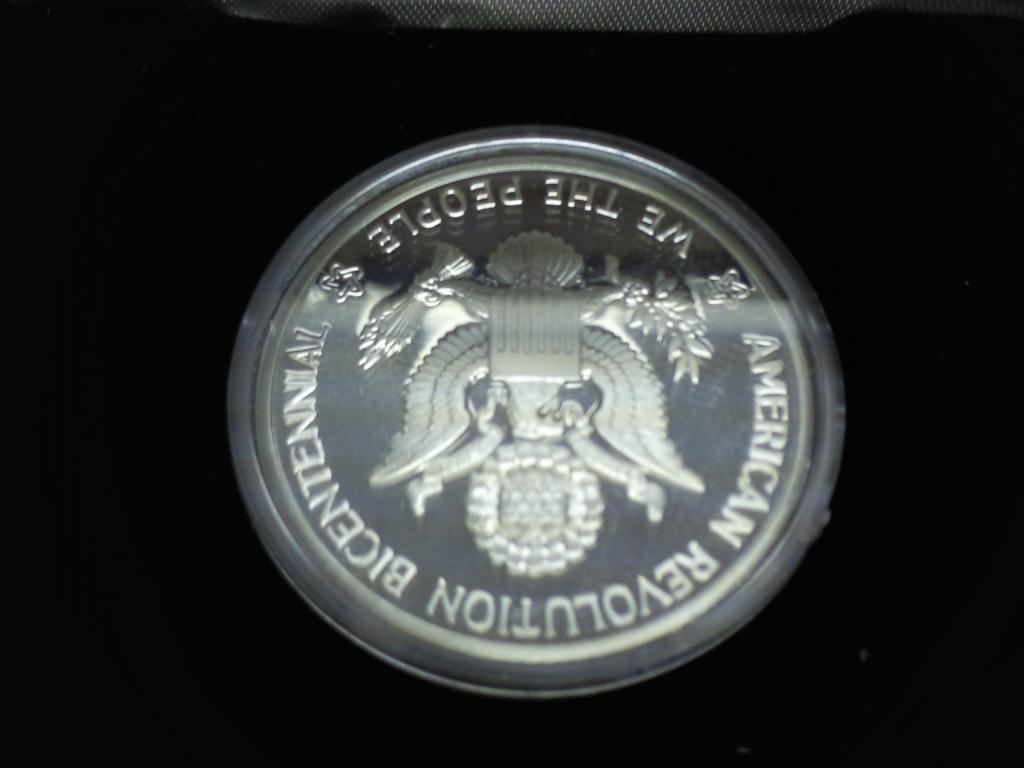 AMERICAN REVOLUTION BICENTENNIAL
WE THE PEOPLE